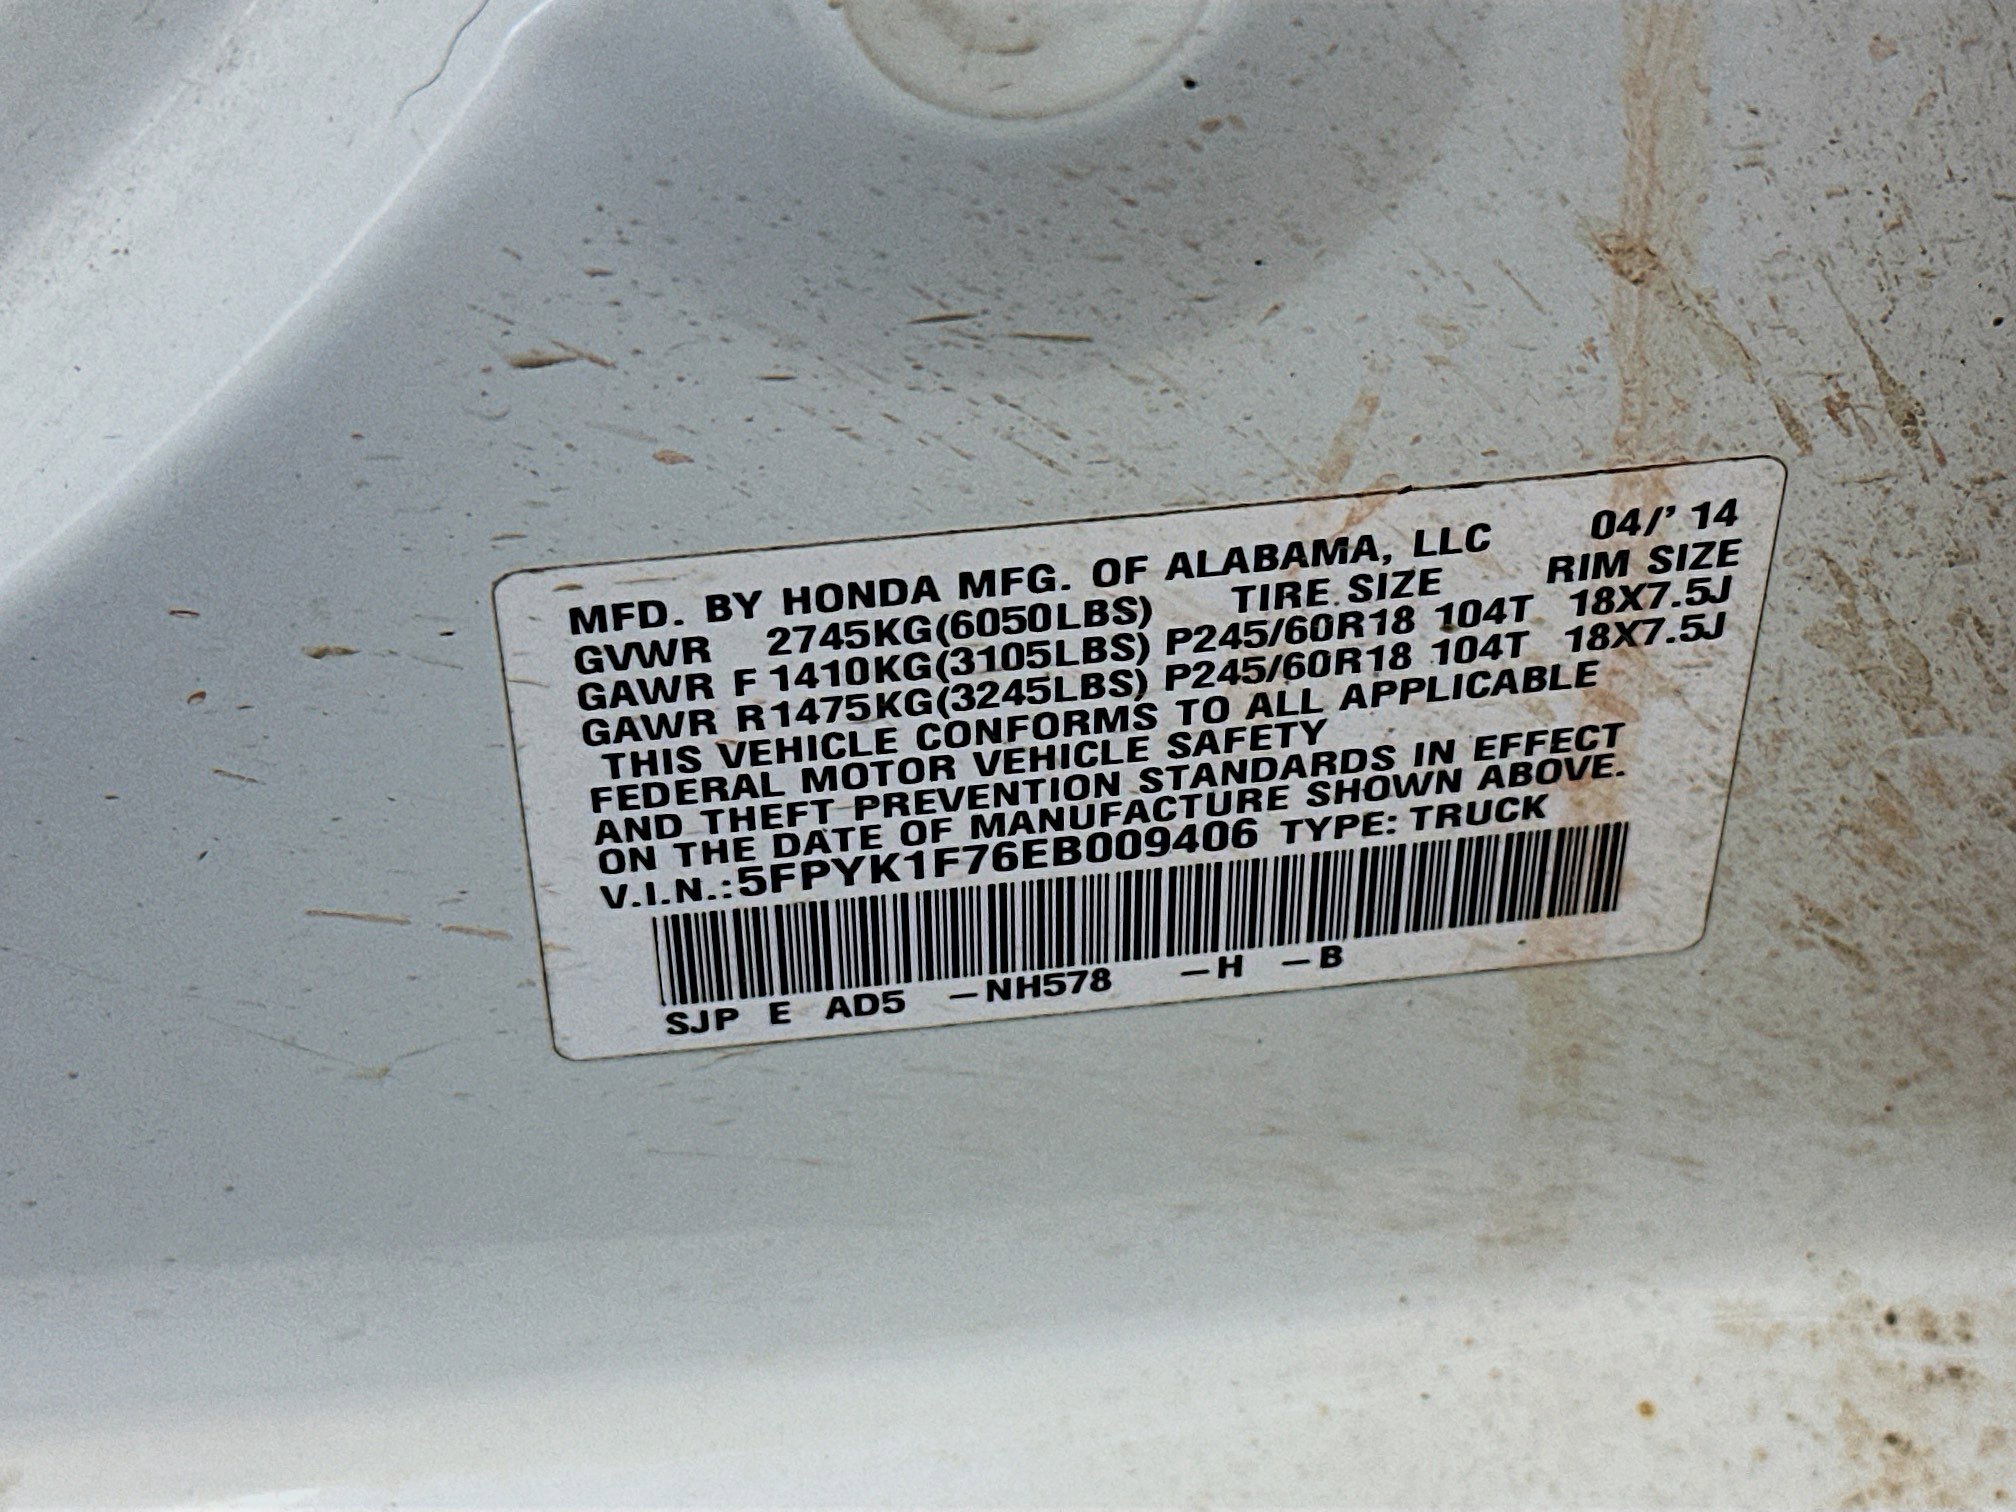 MFD. BY HONDA MFG. OF ALABAMA, LLC 04/' 14
GVWR 2745KG(6050LBS) TIRE SIZE RIM SIZE
GAWR F 1410KG(3105LBS) P245/60R18 104T 18X7.5J
GAWR R1475KG(3245LBS) P245/60R18 104T 18X7.5J
THIS VEHICLE CONFORMS TO ALL APPLICABLE
FEDERAL MOTOR VEHICLE SAFETY
AND THEFT PREVENTION STANDARDS IN EFFECT
ON THE DATE OF MANUFACTURE SHOWN ABOVE.
V.I.N.:5FPYK1F76EB009406 TYPE: TRUCK
SJP E AD5 -NH578 -H -B